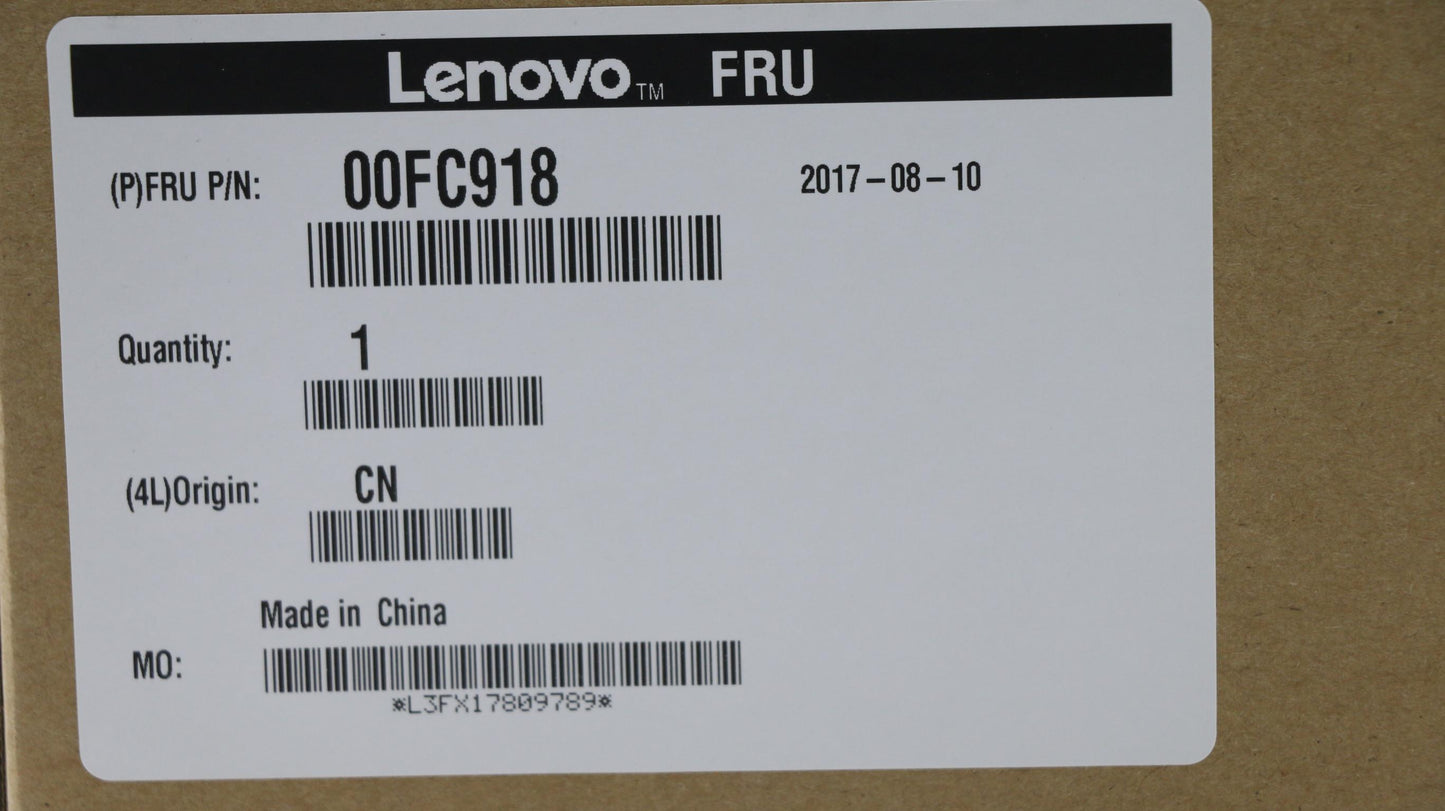 Lenovo™ FRU
(P)FRU P/N: 00FC918 2017-08-10
Quantity: 1
(4L)Origin: CN
Made in China
MO:
*L3FX17809789*